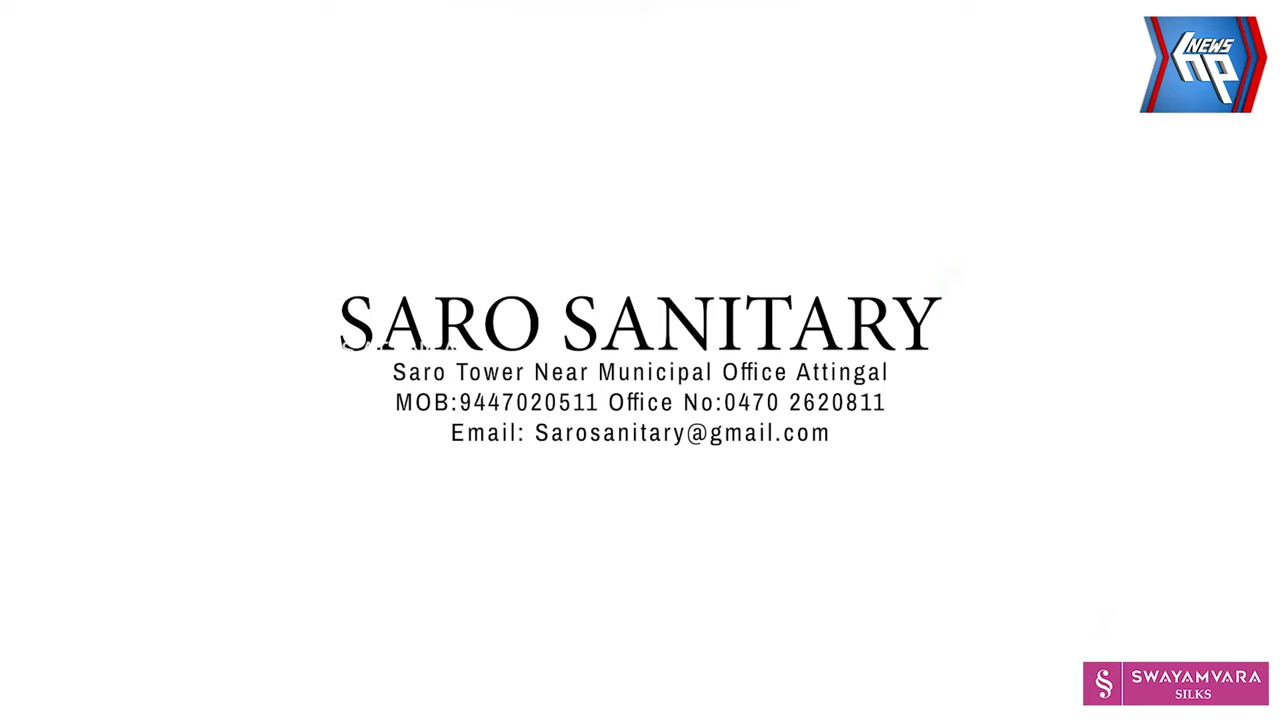 NEWS
SARO SANITARY
Saro Tower Near Municipal Office Attingal
MOB:9447020511 Office No:0470 2620811
Email: Sarosanitary@gmail.com
SWAYAMVARA
SILKS